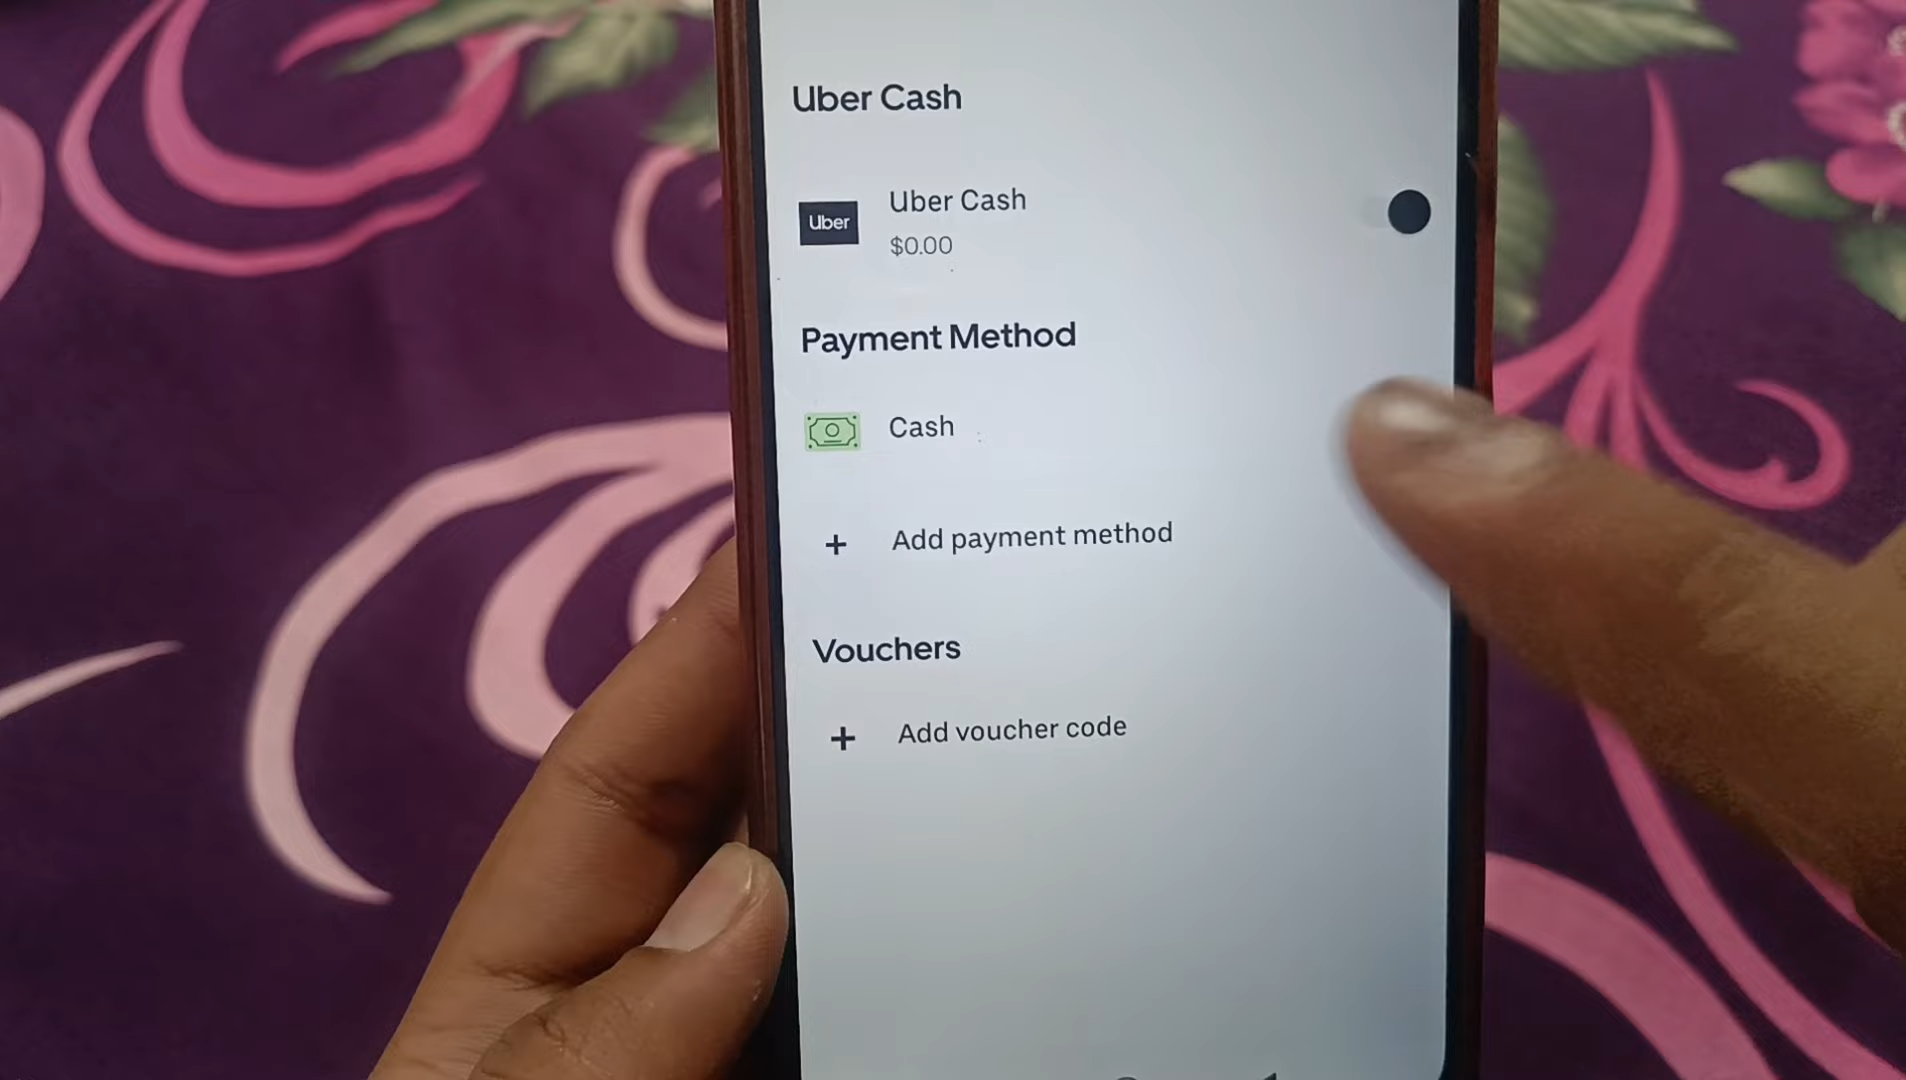 Uber Cash
Uber
Uber Cash
$0.00
Payment Method
Cash
Add payment method
Vouchers
Add voucher code